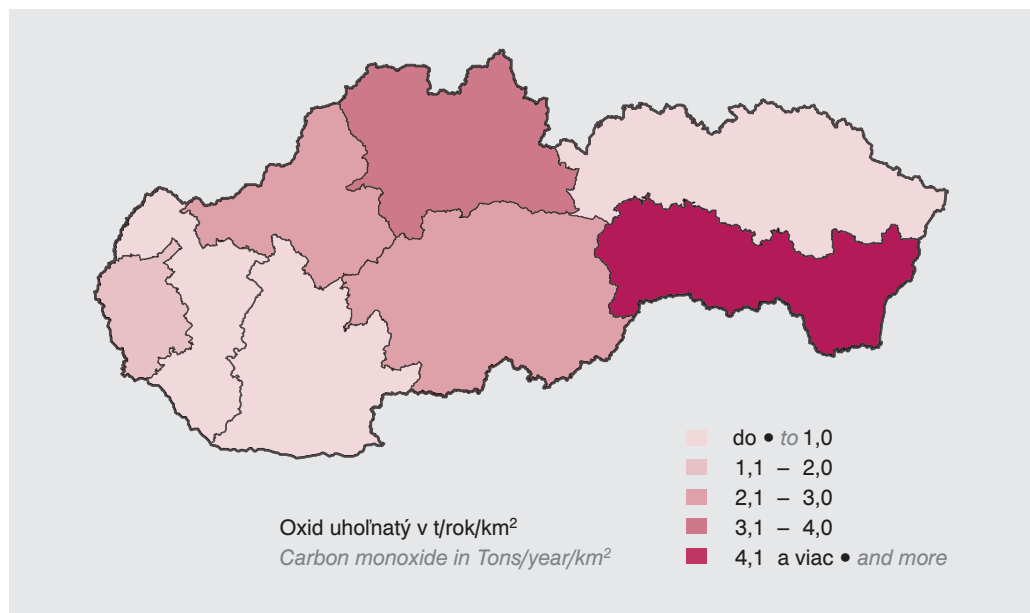 do • to 1,0
1,1 – 2,0
2,1 – 3,0
3,1 – 4,0
4,1 a viac • and more
Oxid uhoľnatý v t/rok/km²
Carbon monoxide in Tons/year/km²